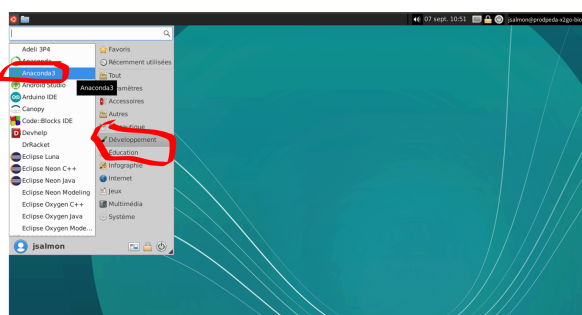 07 sept. 10:51 jsalmon@prodpeda-x2go-bio
Adeli 3P4
Anaconda
Anaconda3
Android Studio
Arduino IDE
Canopy
Code::Blocks IDE
Devhelp
DrRacket
Eclipse Luna
Eclipse Neon C++
Eclipse Neon Java
Eclipse Neon Modeling
Eclipse Oxygen C++
Eclipse Oxygen Java
Eclipse Oxygen Mode...
Favoris
Récemment utilisées
Tout
Anaconda3
Accessoires
Autres
Développement
Éducation
Infographie
Internet
Jeux
Multimédia
Système
jsalmon